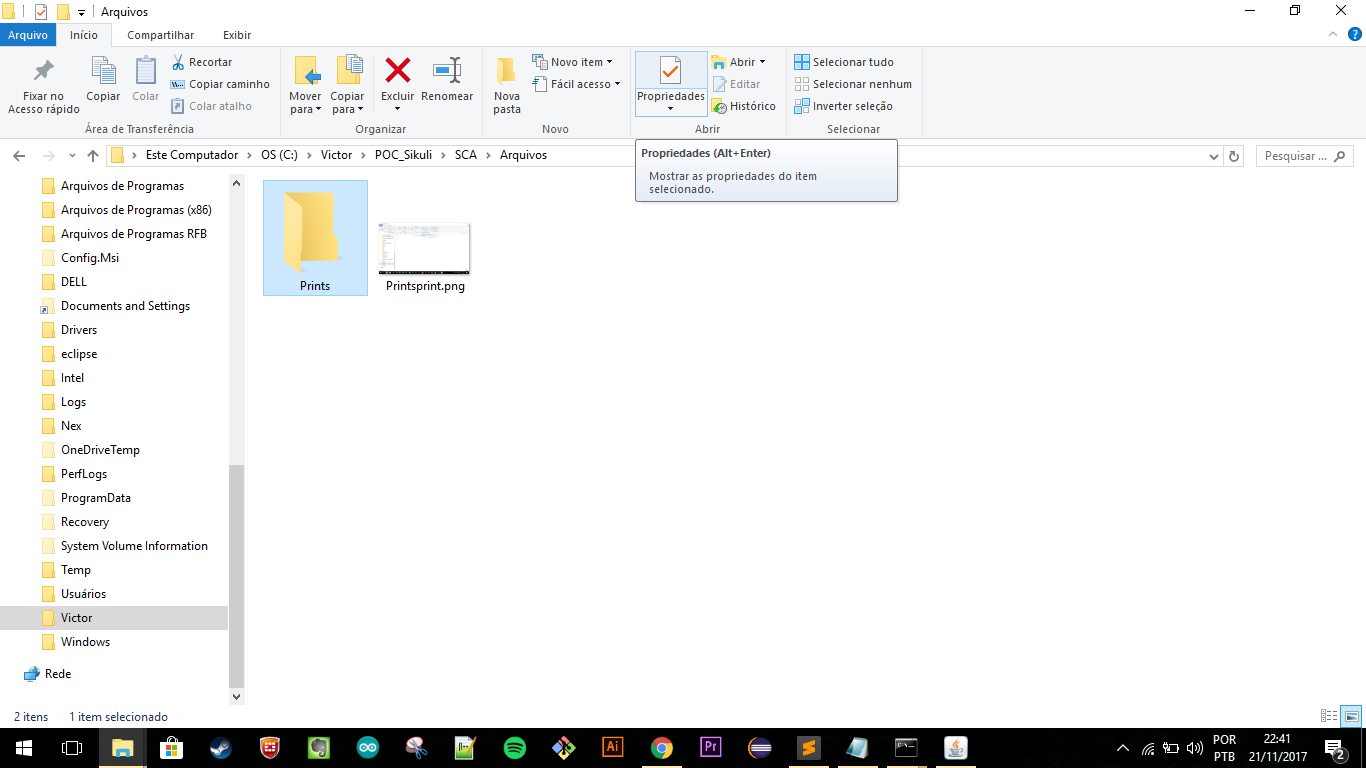 Arquivos
Arquivo Início Compartilhar Exibir
Fixar no
Acesso rápido
Copiar
Colar
Recortar
Copiar caminho
Colar atalho
Área de Transferência
Mover
para
Copiar
para
Excluir
Renomear
Organizar
Nova
pasta
Novo item
Fácil acesso
Novo
Propriedades
Abrir
Editar
Histórico
Abrir
Selecionar tudo
Selecionar nenhum
Inverter seleção
Selecionar
Este Computador > OS (C:) > Victor > POC_Sikuli > SCA > Arquivos
Pesquisar ...
Propriedades (Alt+Enter)
Mostrar as propriedades do item
selecionado.
Arquivos de Programas
Arquivos de Programas (x86)
Arquivos de Programas RFB
Config.Msi
DELL
Documents and Settings
Drivers
eclipse
Intel
Logs
Nex
OneDriveTemp
PerfLogs
ProgramData
Recovery
System Volume Information
Temp
Usuários
Victor
Windows
Rede
Prints
Printsprint.png
2 itens 1 item selecionado
Ai
Pr
POR
PTB
22:41
21/11/2017
2